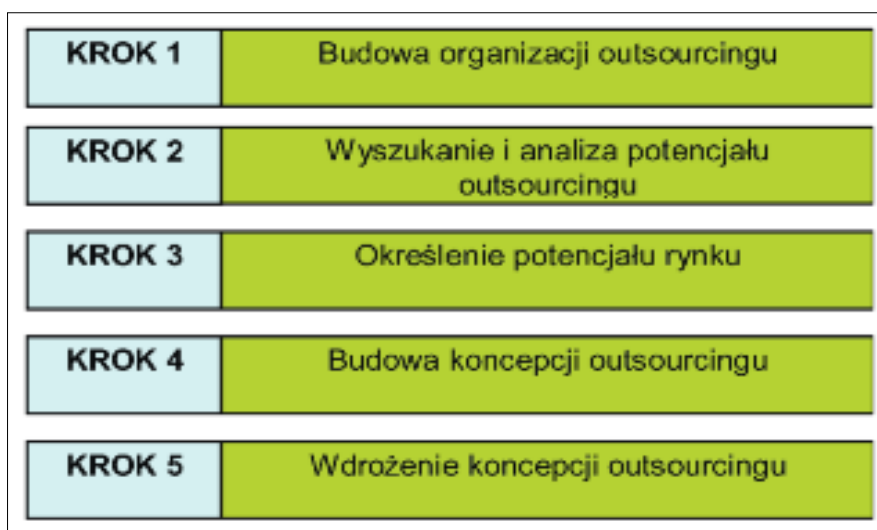 KROK 1 Budowa organizacji outsourcingu
KROK 2 Wyszukanie i analiza potencjału
outsourcingu
KROK 3 Określenie potencjału rynku
KROK 4 Budowa koncepcji outsourcingu
KROK 5 Wdrożenie koncepcji outsourcingu